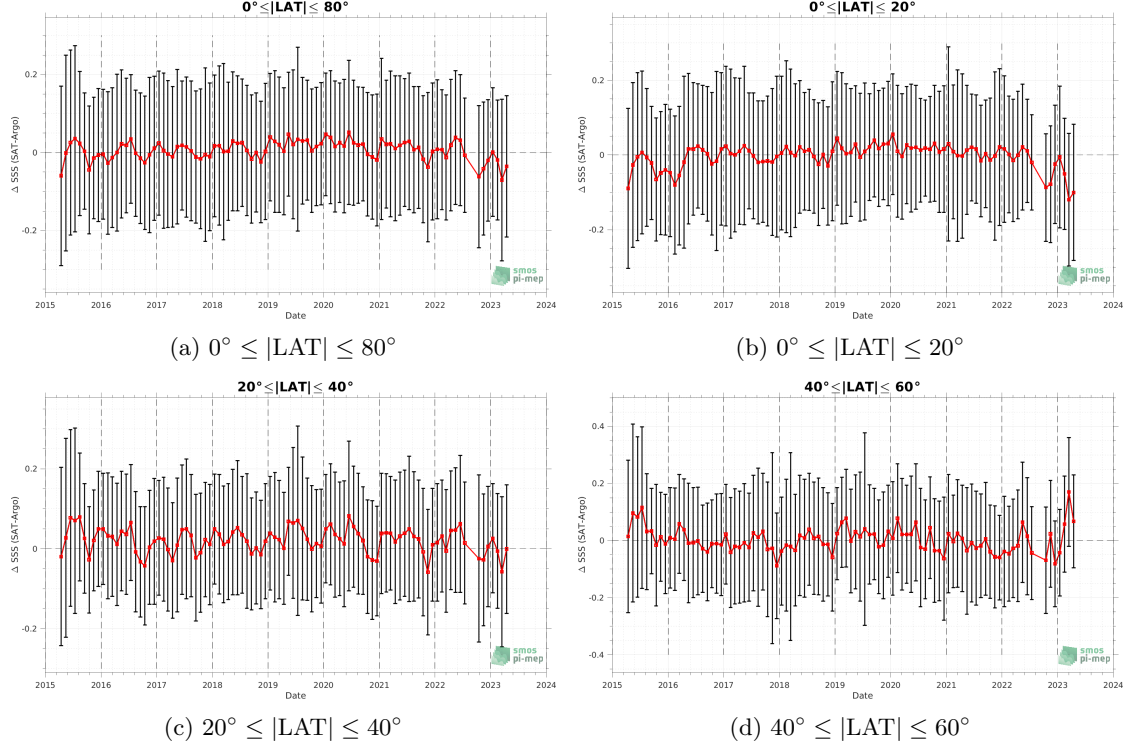 0°≤|LAT|≤ 80°
Δ SSS (SAT-Argo)
0.2
0
-0.2
2015 2016 2017 2018 2019 2020 2021 2022 2023 2024
Date
smos
pi-mep
(a) 0° ≤ |LAT| ≤ 80°
0°≤|LAT|≤ 20°
Δ SSS (SAT-Argo)
0.2
0
-0.2
2015 2016 2017 2018 2019 2020 2021 2022 2023 2024
Date
smos
pi-mep
(b) 0° ≤ |LAT| ≤ 20°
20°≤|LAT|≤ 40°
Δ SSS (SAT-Argo)
0.2
0
-0.2
2015 2016 2017 2018 2019 2020 2021 2022 2023 2024
Date
smos
pi-mep
(c) 20° ≤ |LAT| ≤ 40°
40°≤|LAT|≤ 60°
Δ SSS (SAT-Argo)
0.4
0.2
0
-0.2
-0.4
2015 2016 2017 2018 2019 2020 2021 2022 2023 2024
Date
smos
pi-mep
(d) 40° ≤ |LAT| ≤ 60°